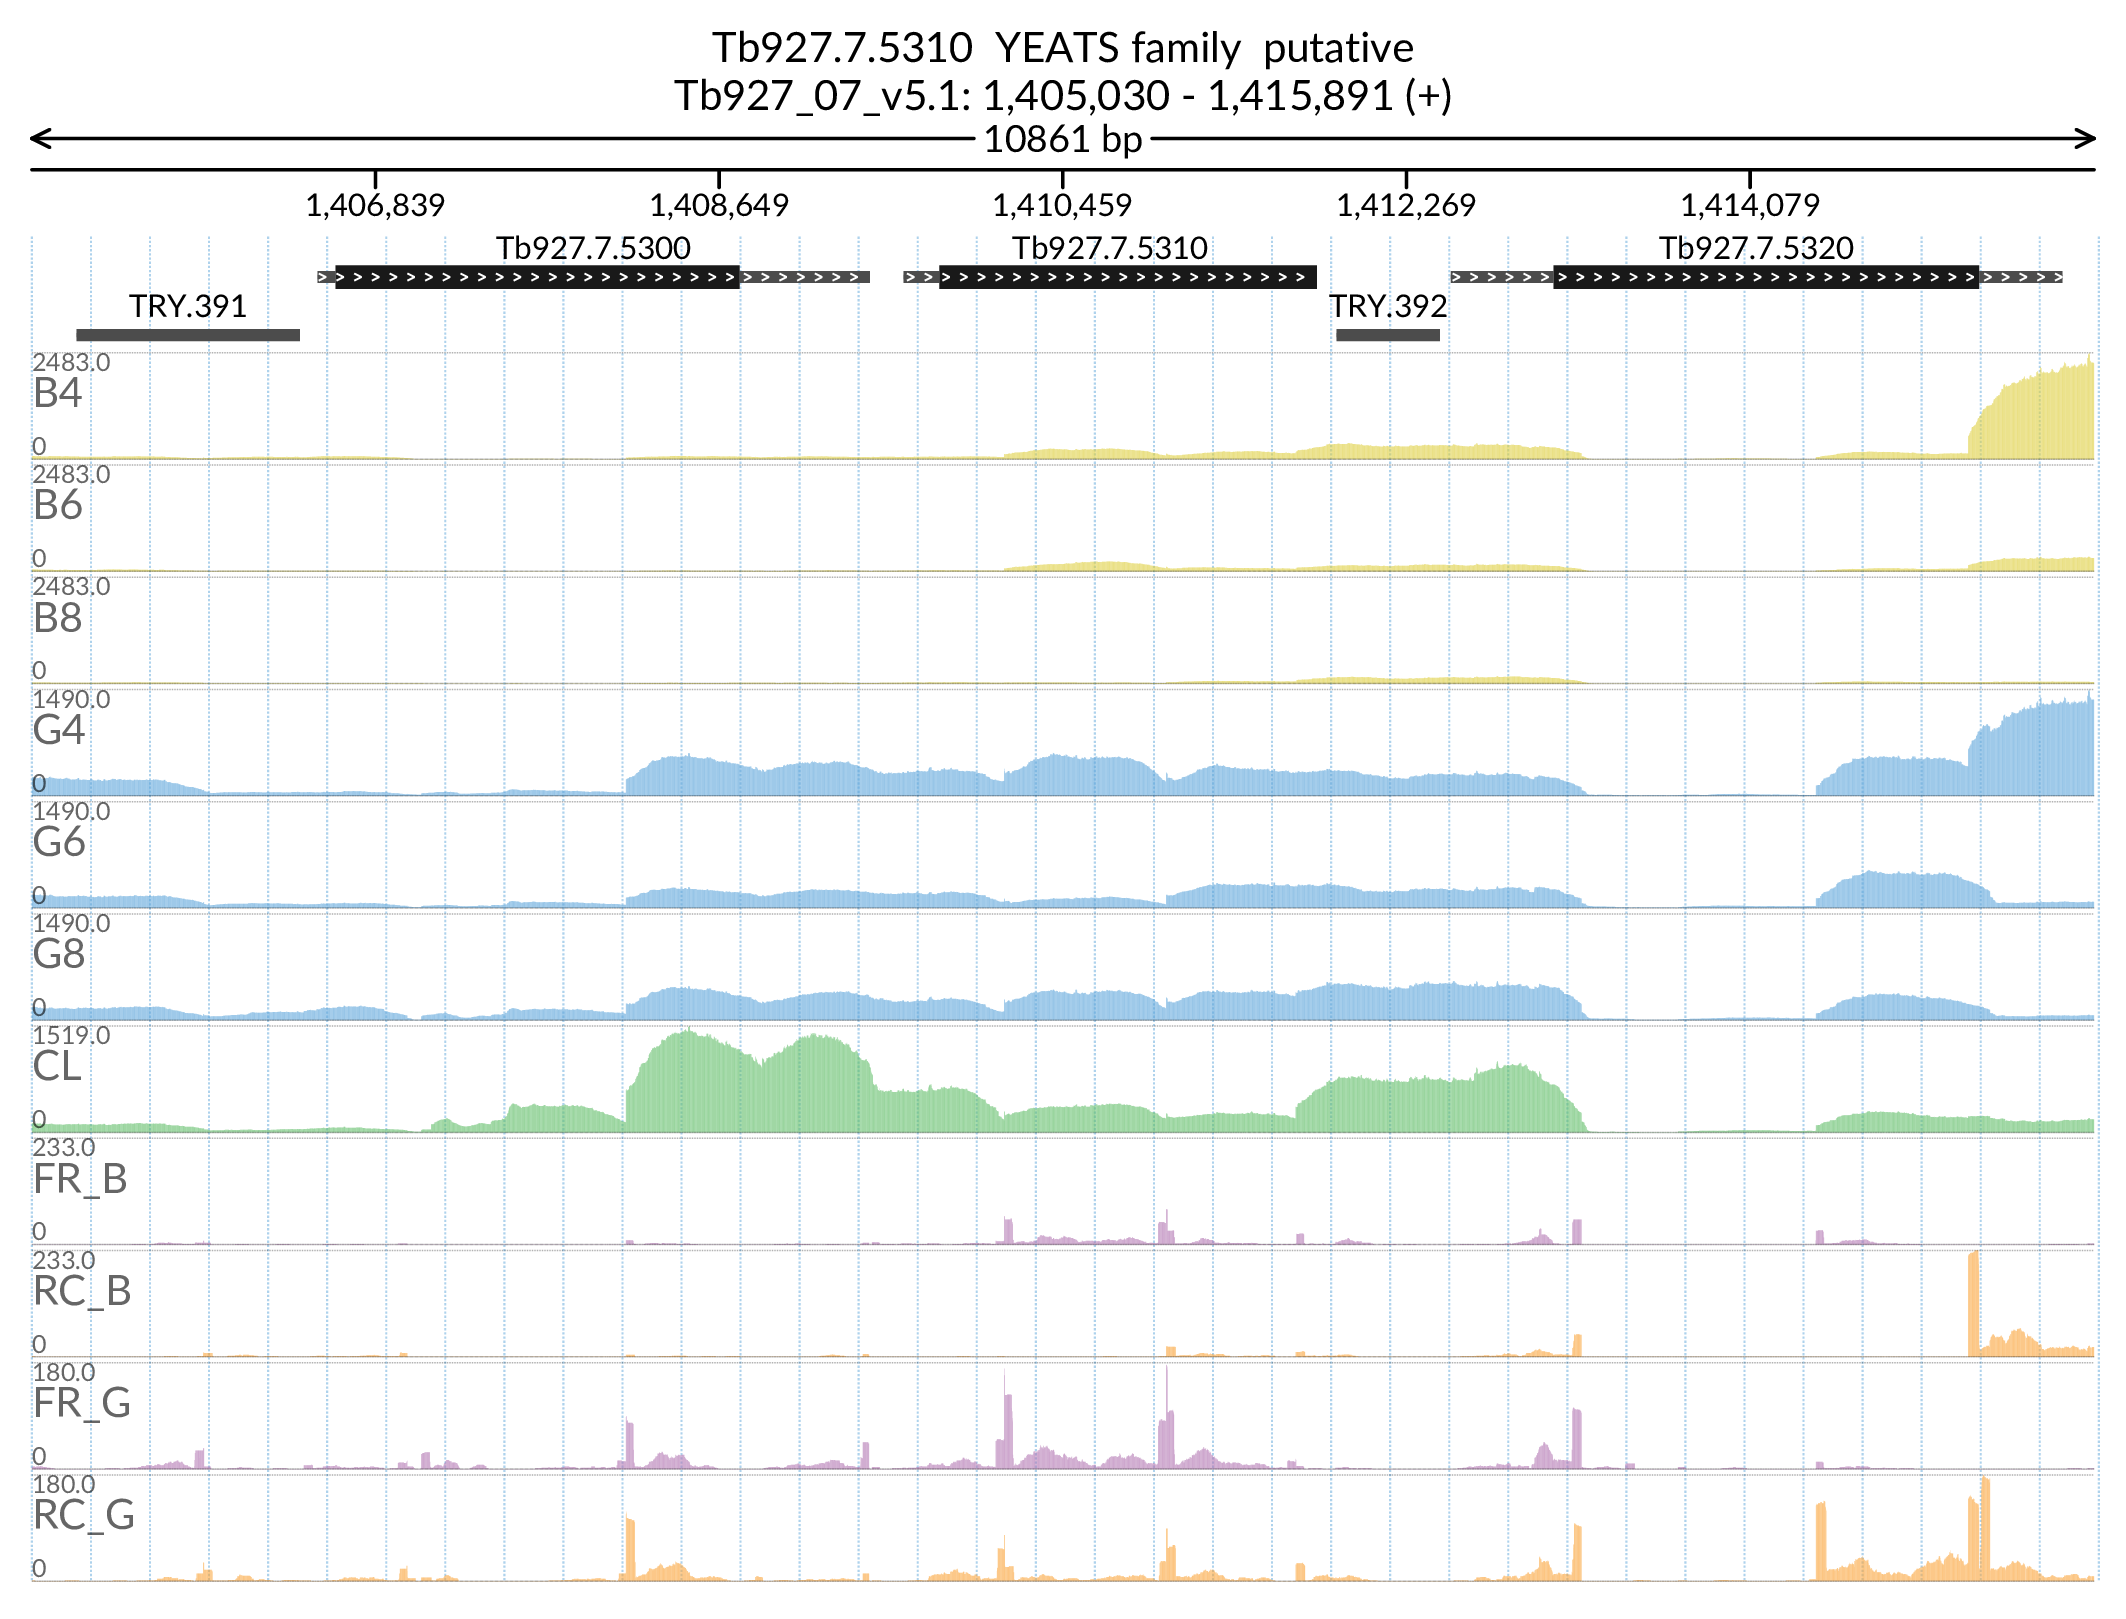 Tb927.7.5310 YEATS family putative
Tb927_07_v5.1: 1,405,030 - 1,415,891 (+)
10861 bp
1,406,839 1,408,649 1,410,459 1,412,269 1,414,079
Tb927.7.5300 Tb927.7.5310 Tb927.7.5320
TRY.391 TRY.392
2483.0
B4
0
2483.0
B6
0
2483.0
B8
0
1490.0
G4
0
1490.0
G6
0
1490.0
G8
0
1519.0
CL
0
233.0
FR_B
0
233.0
RC_B
0
180.0
FR_G
0
180.0
RC_G
0